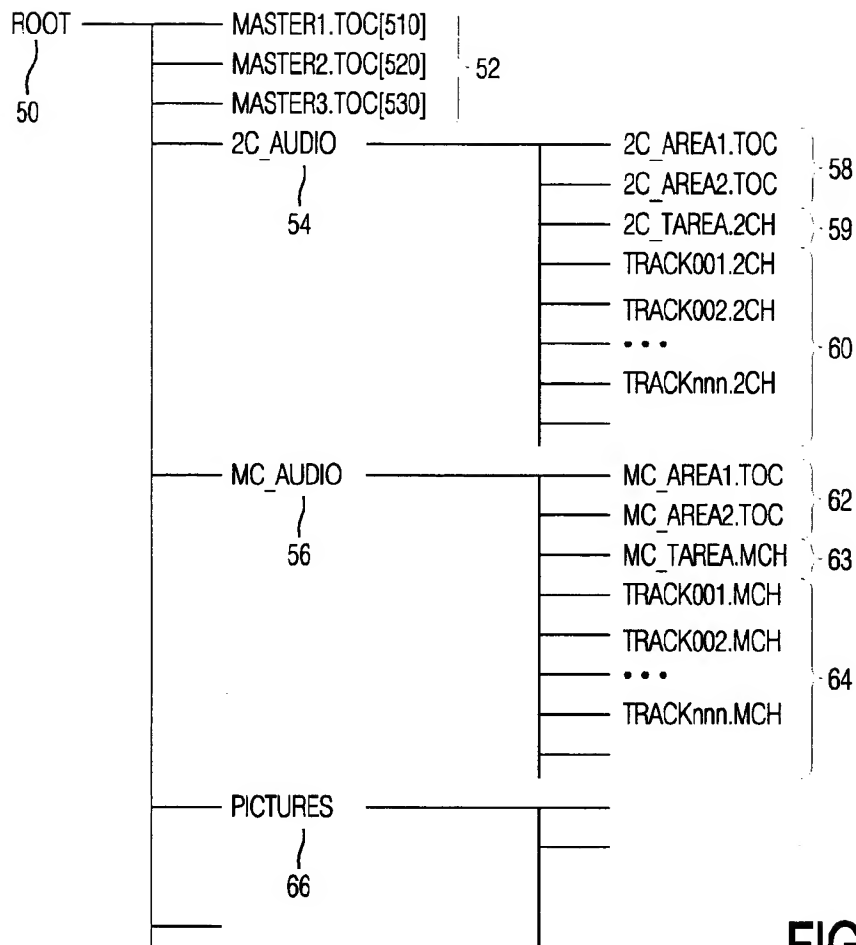 ROOT
50
MASTER1.TOC[510]
MASTER2.TOC[520]
MASTER3.TOC[530]
52
2C_AUDIO
54
2C_AREA1.TOC
2C_AREA2.TOC
58
2C_TAREA.2CH
59
TRACK001.2CH
TRACK002.2CH
•••
TRACKnnn.2CH
60
MC_AUDIO
56
MC_AREA1.TOC
MC_AREA2.TOC
62
MC_TAREA.MCH
63
TRACK001.MCH
TRACK002.MCH
•••
TRACKnnn.MCH
64
PICTURES
66
FIG